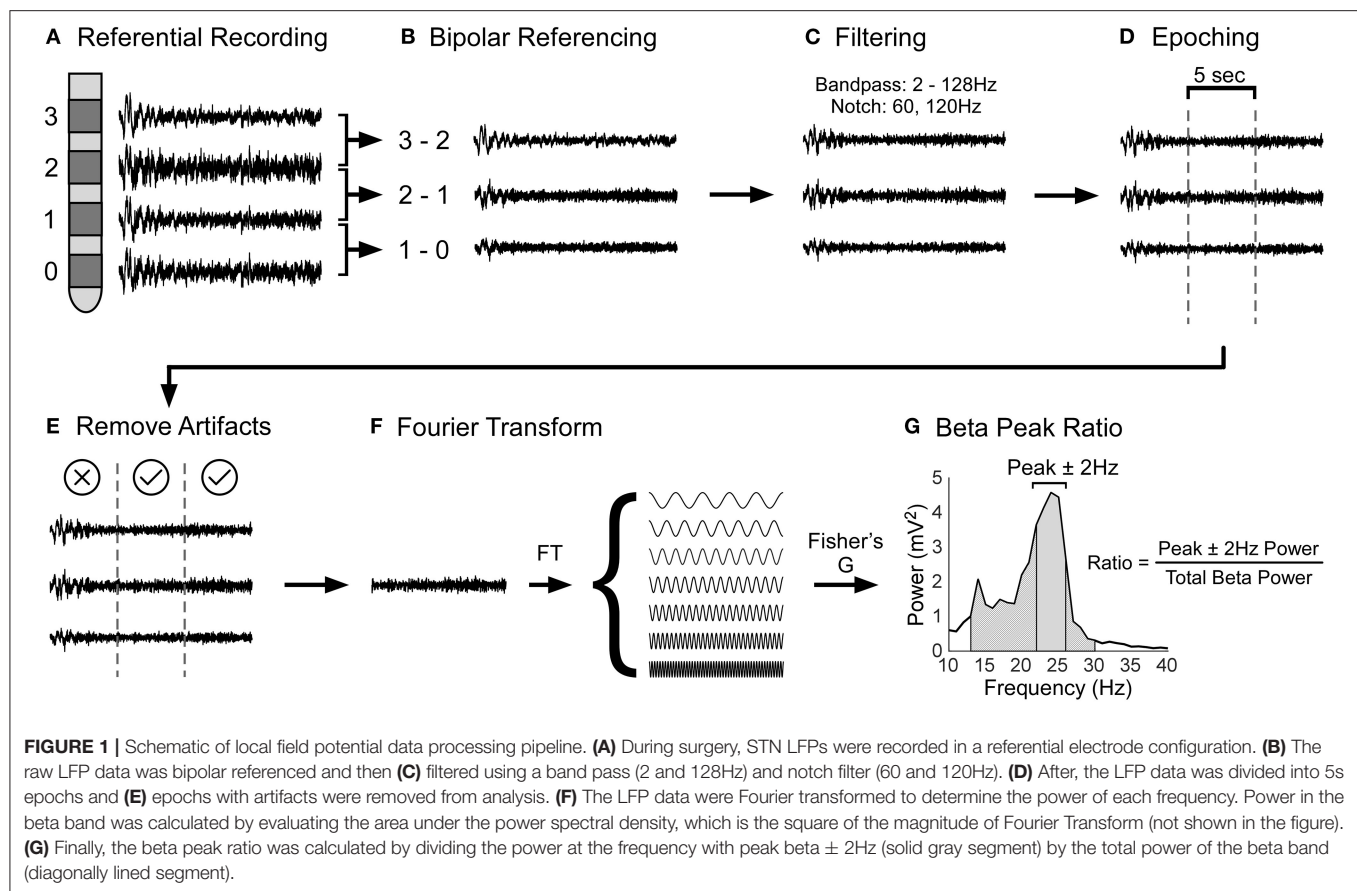 A Referential Recording
B Bipolar Referencing
C Filtering
D Epoching
3
2
1
0
3 - 2
2 - 1
1 - 0
Bandpass: 2 - 128Hz
Notch: 60, 120Hz
5 sec
E Remove Artifacts
F Fourier Transform
FT
Fisher's
G
G Beta Peak Ratio
Peak ± 2Hz
Power (mV²)
5
4
3
2
1
0
10 15 20 25 30 35 40
Frequency (Hz)
Ratio = Peak ± 2Hz Power
Total Beta Power
FIGURE 1 | Schematic of local field potential data processing pipeline. (A) During surgery, STN LFPs were recorded in a referential electrode configuration. (B) The
raw LFP data was bipolar referenced and then (C) filtered using a band pass (2 and 128Hz) and notch filter (60 and 120Hz). (D) After, the LFP data was divided into 5s
epochs and (E) epochs with artifacts were removed from analysis. (F) The LFP data were Fourier transformed to determine the power of each frequency. Power in the
beta band was calculated by evaluating the area under the power spectral density, which is the square of the magnitude of Fourier Transform (not shown in the figure).
(G) Finally, the beta peak ratio was calculated by dividing the power at the frequency with peak beta ± 2Hz (solid gray segment) by the total power of the beta band
(diagonally lined segment).